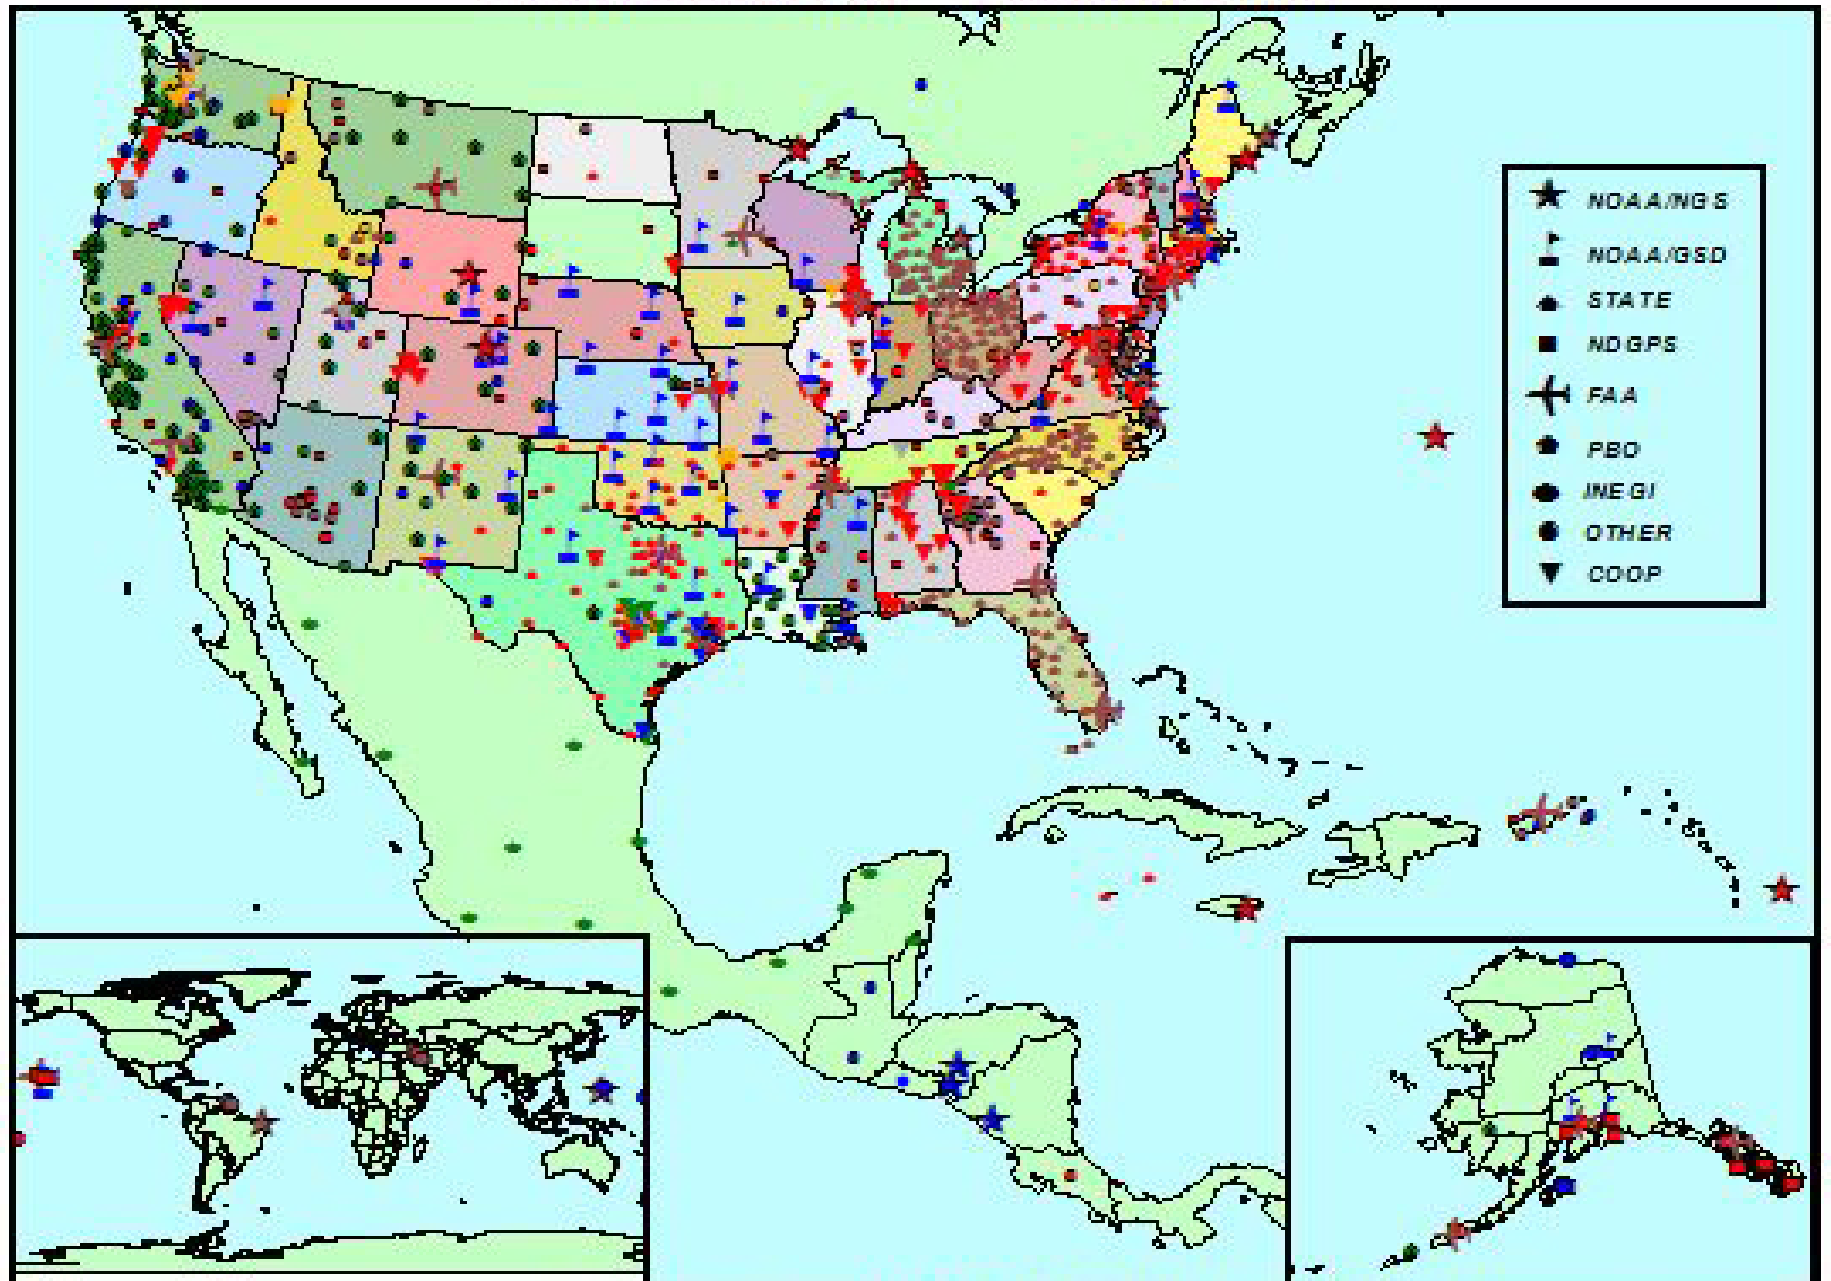 NOAA/NGS
NOAA/GSD
STATE
NDGPS
FAA
PBO
INEGI
OTHER
COOP